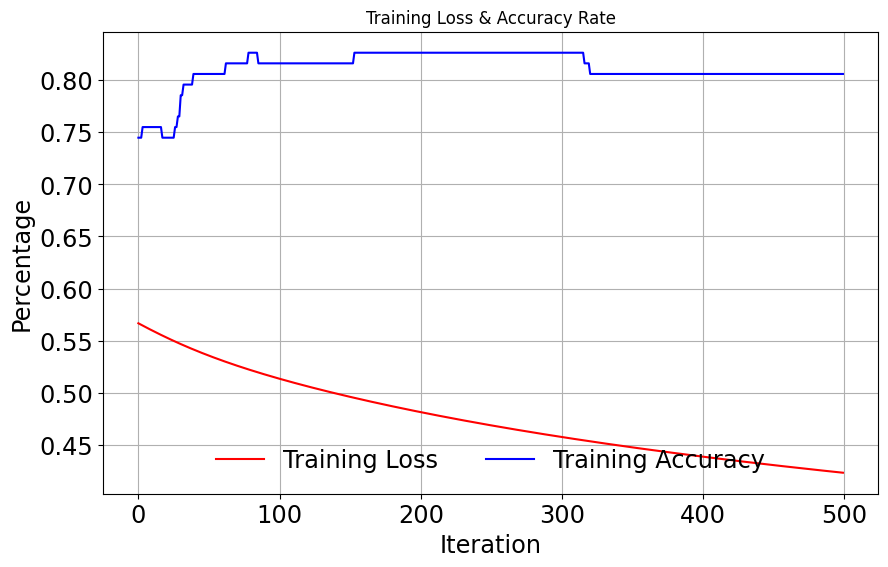 Training Loss & Accuracy Rate
0.80
0.75
0.70
0.65
0.60
0.55
0.50
0.45
Percentage
Training Loss Training Accuracy
0 100 200 300 400 500
Iteration